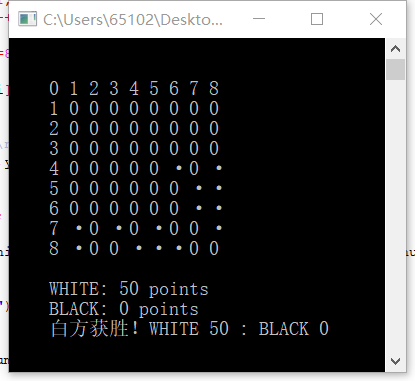 C:\Users\65102\Deskto...
0 1 2 3 4 5 6 7 8
1 0 0 0 0 0 0 0 0
2 0 0 0 0 0 0 0 0
3 0 0 0 0 0 0 0 0
4 0 0 0 0 0 ·0 ·
5 0 0 0 0 0 0 · ·
6 0 0 0 0 0 0 · ·
7 ·0 ·0 ·0 0 ·
8 ·0 0 · · ·0 0
WHITE: 50 points
BLACK: 0 points
白方获胜! WHITE 50 : BLACK 0